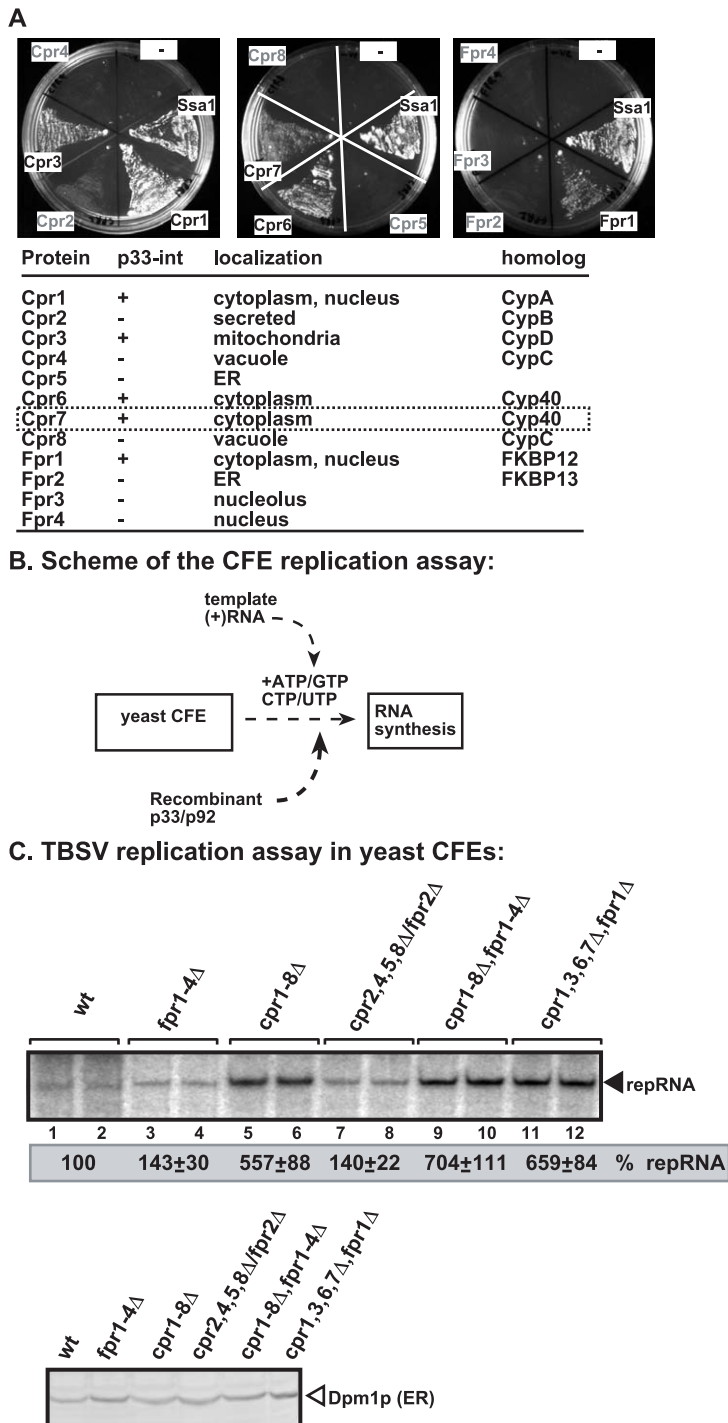 A
Cpr4
-
Ssa1
Cpr3
Cpr2
Cpr1
Cpr8
-
Ssa1
Cpr7
Cpr6
Cpr5
Fpr4
-
Ssa1
Fpr3
Fpr2
Fpr1
Protein p33-int localization homolog
Cpr1 + cytoplasm, nucleus CypA
Cpr2 - secreted CypB
Cpr3 + mitochondria CypD
Cpr4 - vacuole CypC
Cpr5 - ER
Cpr6 + cytoplasm Cyp40
Cpr7 + cytoplasm Cyp40
Cpr8 - vacuole CypC
Fpr1 + cytoplasm, nucleus FKBP12
Fpr2 - ER FKBP13
Fpr3 - nucleolus
Fpr4 - nucleus
B. Scheme of the CFE replication assay:
template
(+)RNA
+ATP/GTP
CTP/UTP
yeast CFE
RNA
synthesis
Recombinant
p33/p92
C. TBSV replication assay in yeast CFEs:
wt
fpr1-4Δ
cpr1-8Δ
cpr2,4,5,8Δ/fpr2Δ
cpr1-8Δ,fpr1-4Δ
cpr1,3,6,7Δ,fpr1Δ
repRNA
1 2 3 4 5 6 7 8 9 10 11 12
100 143±30 557±88 140±22 704±111 659±84 % repRNA
wt
fpr1-4Δ
cpr1-8Δ
cpr2,4,5,8Δ/fpr2Δ
cpr1-8Δ,fpr1-4Δ
cpr1,3,6,7Δ,fpr1Δ
Dpm1p (ER)